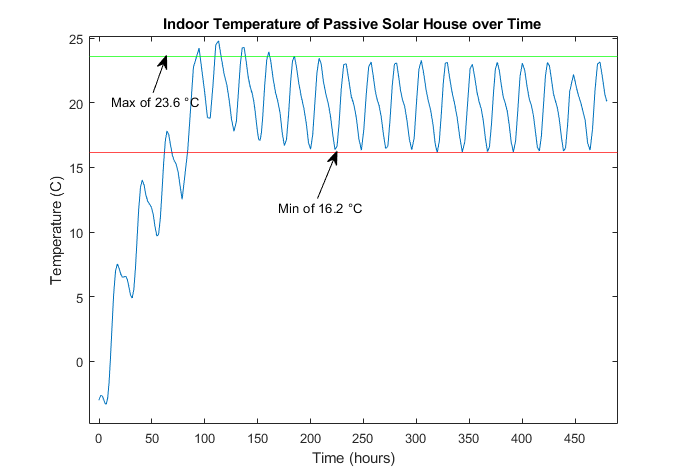 Indoor Temperature of Passive Solar House over Time
25
Max of 23.6 °C
20
15
Min of 16.2 °C
10
5
0
Temperature (C)
0 50 100 150 200 250 300 350 400 450
Time (hours)